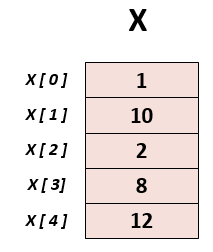 X
X [ 0 ] 1
X [ 1 ] 10
X [ 2 ] 2
X [ 3] 8
X [ 4 ] 12